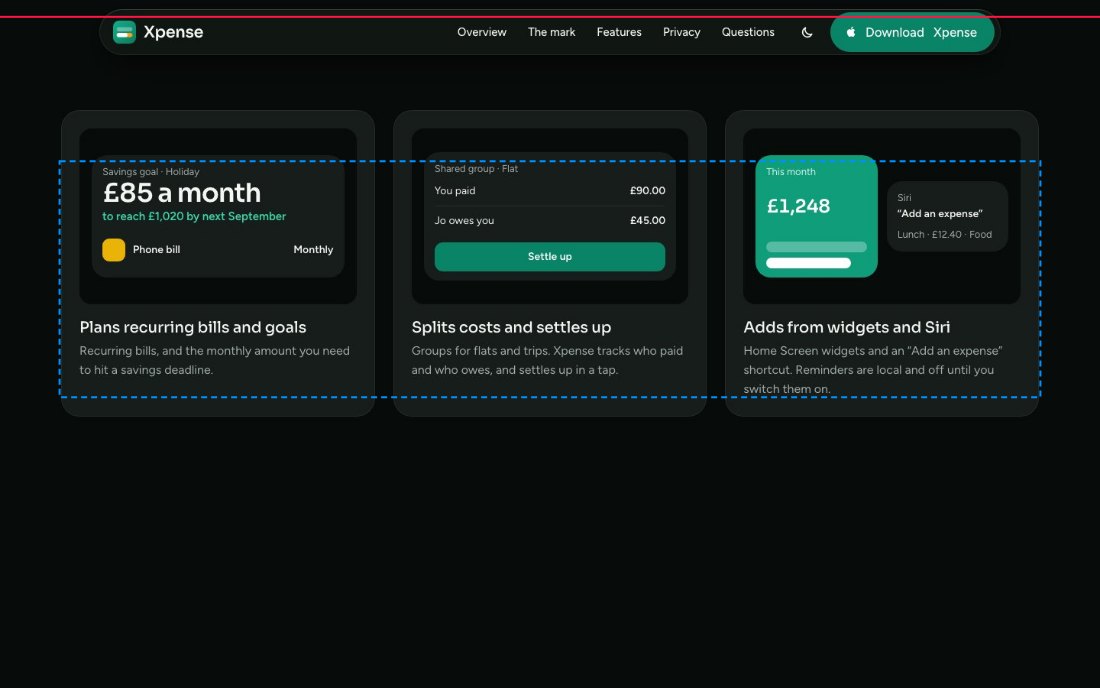 Xpense
Overview
The mark
Features
Privacy
Questions
Download Xpense
Savings goal · Holiday
£85 a month
to reach £1,020 by next September
Phone bill
Monthly
Plans recurring bills and goals
Recurring bills, and the monthly amount you need
to hit a savings deadline.
Shared group · Flat
You paid
£90.00
Jo owes you
£45.00
Settle up
Splits costs and settles up
Groups for flats and trips. Xpense tracks who paid
and who owes, and settles up in a tap.
This month
£1,248
Siri
“Add an expense”
Lunch · £12.40 · Food
Adds from widgets and Siri
Home Screen widgets and an “Add an expense”
shortcut. Reminders are local and off until you
switch them on.